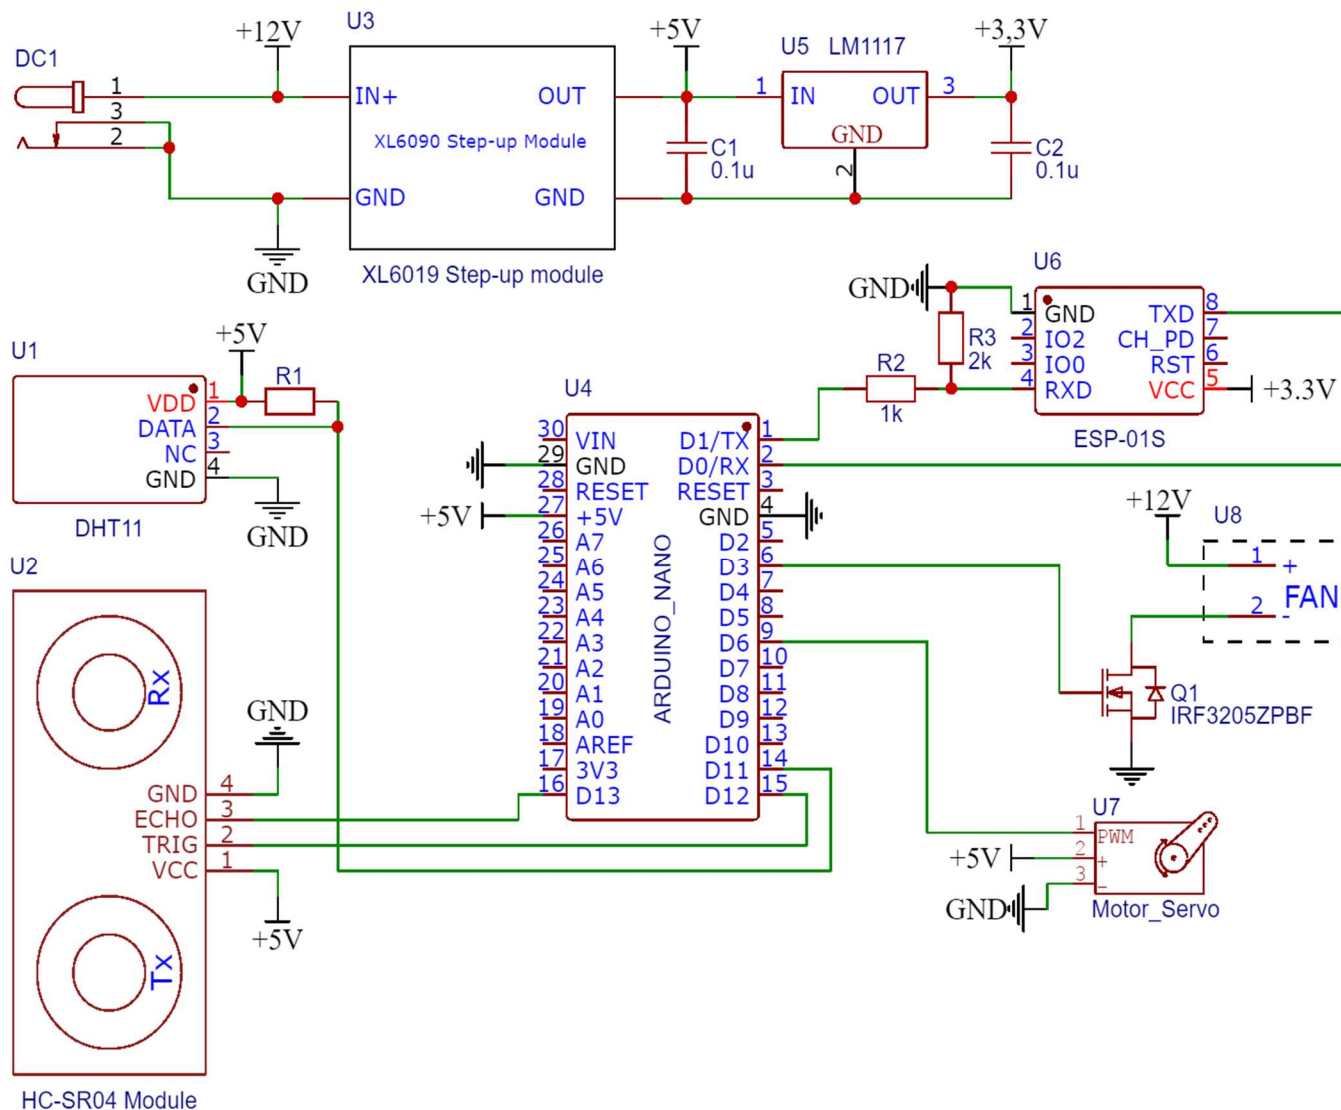 DC1
1
3
2
+12V
GND
U3
IN+
OUT
XL6090 Step-up Module
GND
GND
XL6019 Step-up module
+5V
C1
0.1u
U5
LM1117
1
IN
OUT
3
GND
2
+3,3V
C2
0.1u
U1
+5V
R1
VDD
1
DATA
2
NC
3
GND
4
GND
DHT11
U2
Rx
GND
GND
4
ECHO
3
TRIG
2
VCC
1
+5V
Tx
HC-SR04 Module
U4
30
VIN
D1/TX
1
29
GND
D0/RX
2
28
RESET
RESET
3
+5V
27
+5V
GND
4
26
A7
D2
5
25
A6
D3
6
24
A5
D4
7
23
A4
D5
8
22
A3
D6
9
21
A2
D7
10
20
A1
D8
11
19
A0
D9
12
18
AREF
D10
13
17
3V3
D11
14
16
D13
D12
15
ARDUINO_NANO
U6
GND
R3
2k
R2
1k
1
GND
TXD
8
2
IO2
CH_PD
7
3
IO0
RST
6
4
RXD
VCC
5
+3.3V
ESP-01S
+12V
U8
1
+
FAN
2
-
Q1
IRF3205ZPBF
U7
1
PWM
+5V
2
+
GND
3
-
Motor_Servo